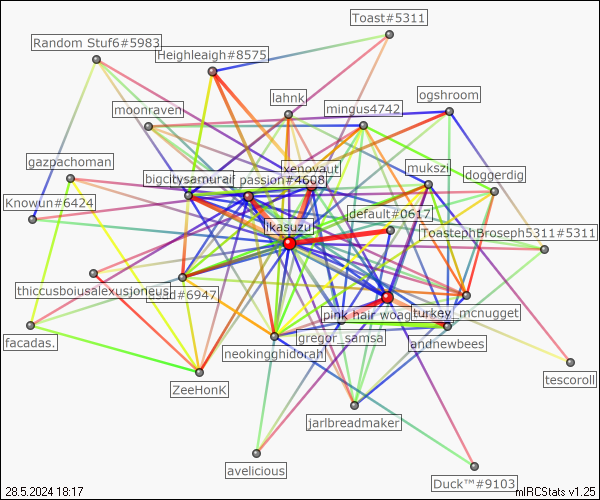 Toast#5311
Random Stuf6#5983
Heighleaigh#8575
ogshroom
lahnk
mingus4742
moonraven
gazpachoman
xenovaut
mukszi
bigcitysamurai
passion#4608
doggerdig
Knowun#6424
default#0617
lkasuzu
ToastephBroseph5311#5311
thiccusboiusalexusjoneus
#6947
pink hair woag
turkey_mcnugget
gregor_samsa
facadas.
andnewbees
neokingghidorah
tescoroll
ZeeHonK
jarlbreadmaker
avelicious
Duck™#9103
28.5.2024 18:17
mIRCStats v1.25